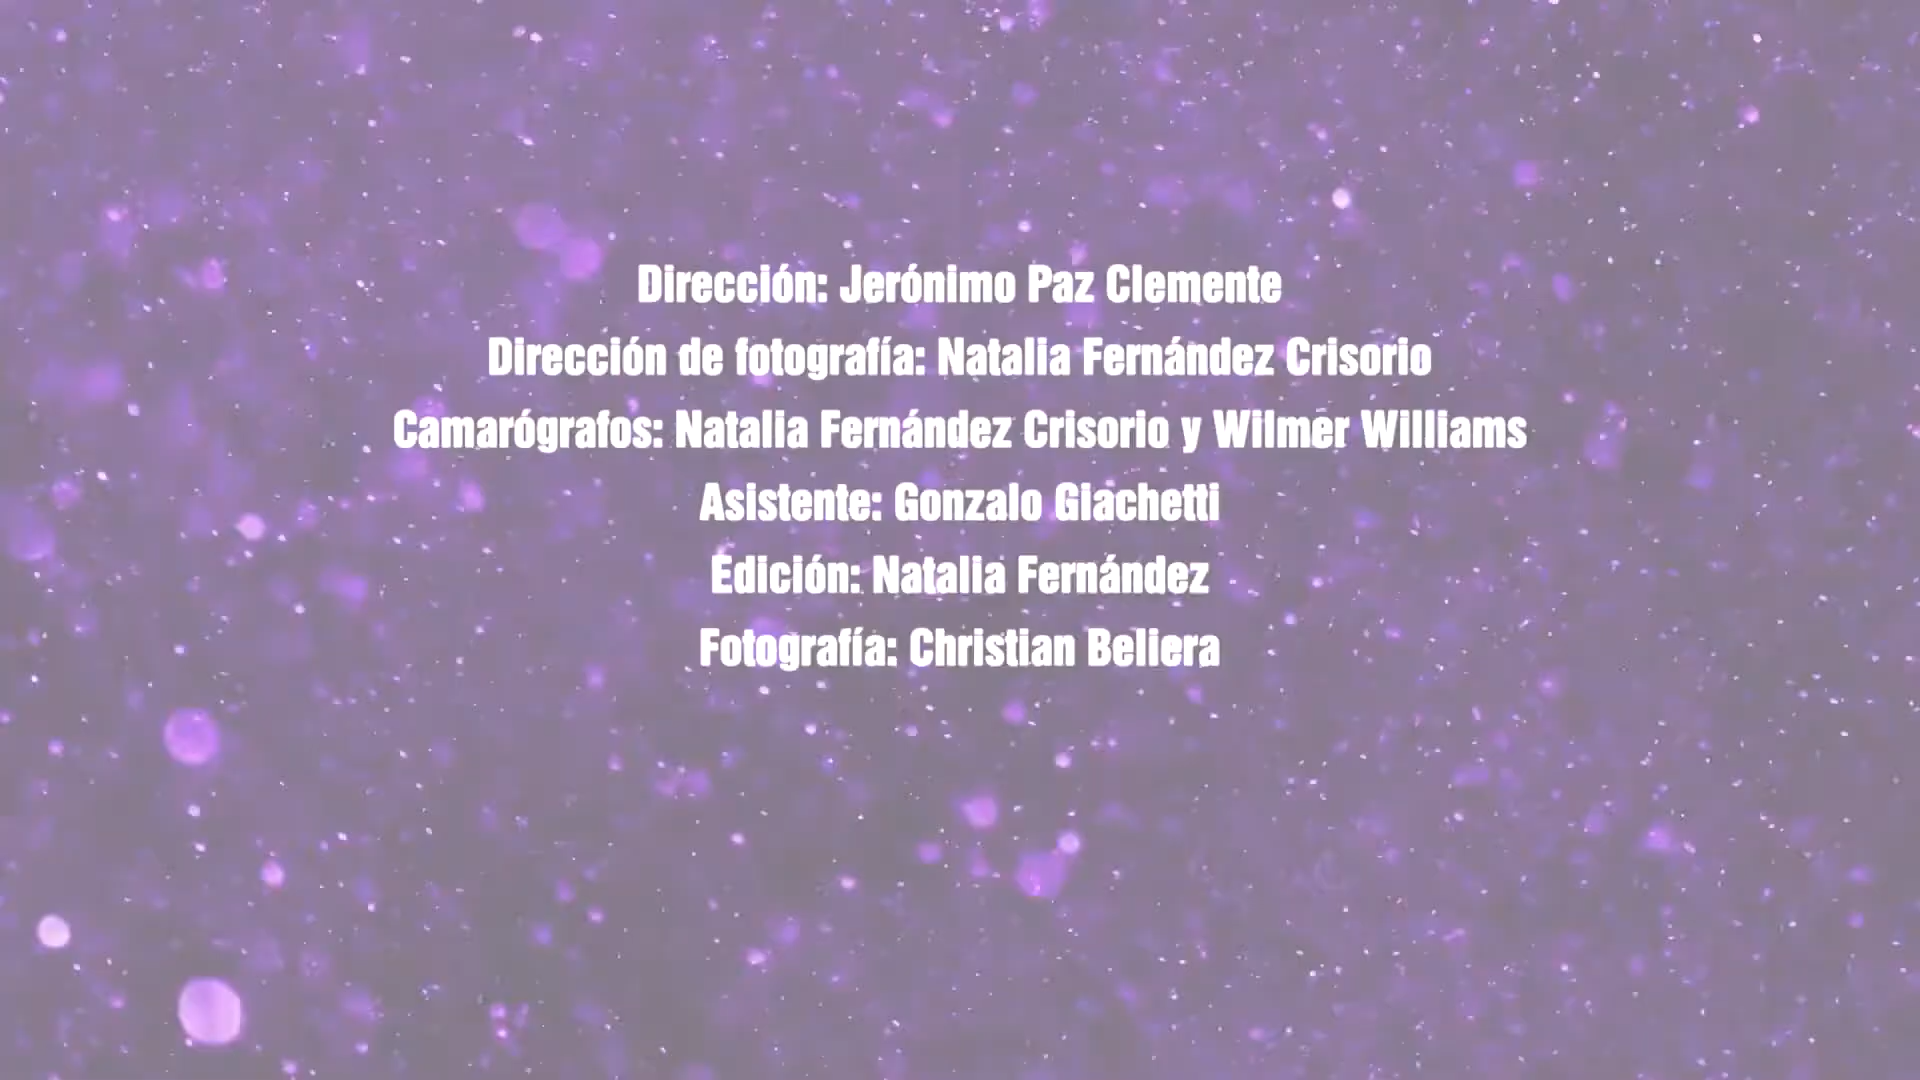 Dirección: Jerónimo Paz Clemente
Dirección de fotografía: Natalia Fernández Crisorio
Camarógrafos: Natalia Fernández Crisorio y Wilmer Williams
Asistente: Gonzalo Giachetti
Edición: Natalia Fernández
Fotografía: Christian Beliera